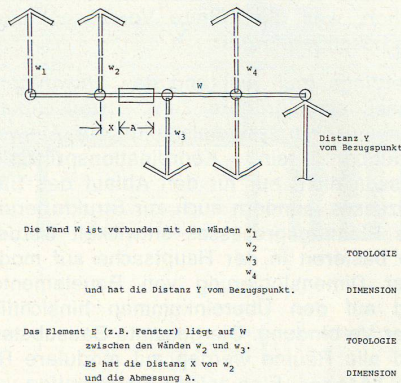 w1
w2
W
w4
X
A
w3
Distanz Y
vom Bezugspunkt
Die Wand W ist verbunden mit den Wänden w1
w2
TOPOLOGIE
w4
und hat die Distanz Y vom Bezugspunkt. DIMENSION
Das Element E (z.B. Fenster) liegt auf W
zwischen den Wänden w2 und w3. TOPOLOGIE
Es hat die Distanz X von w2
und die Abmessung A. DIMENSION